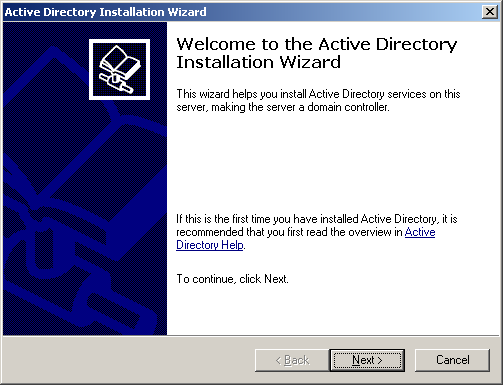 Active Directory Installation Wizard
Welcome to the Active Directory
Installation Wizard
This wizard helps you install Active Directory services on this
server, making the server a domain controller.
If this is the first time you have installed Active Directory, it is
recommended that you first read the overview in Active
Directory Help.
To continue, click Next.
< Back Next > Cancel